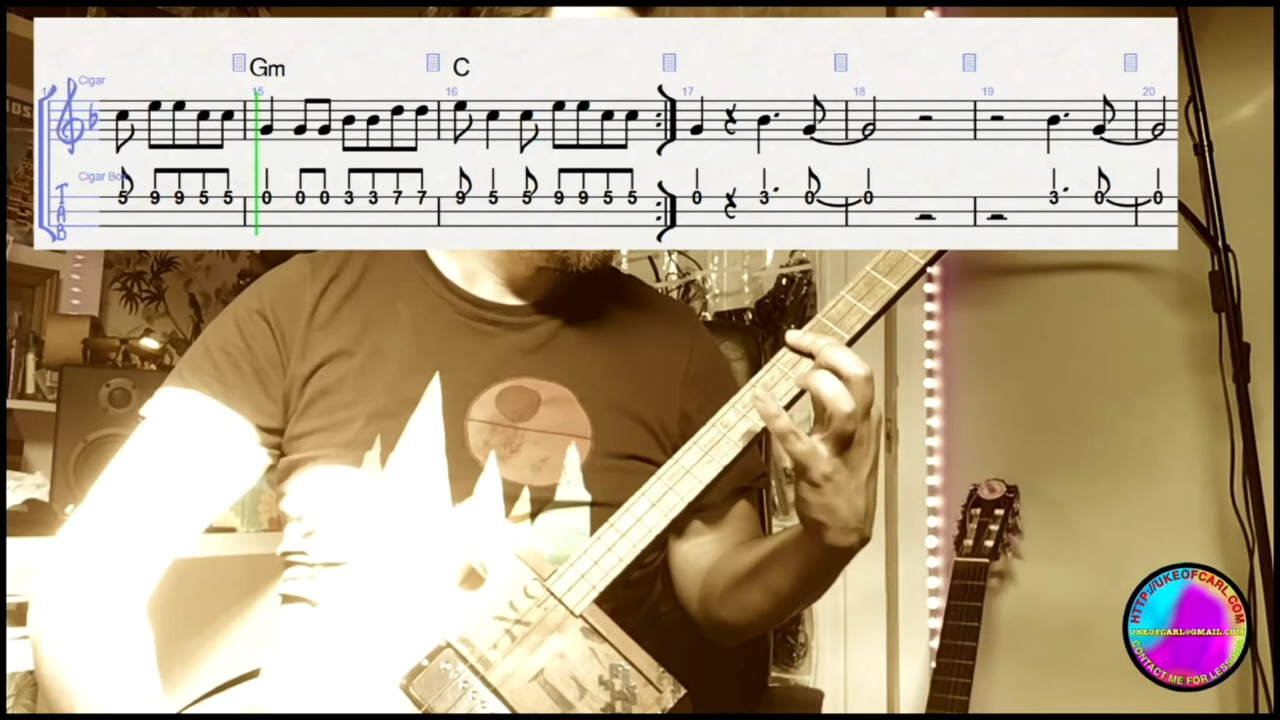 Gm C
Cigar
15 16 17 18 19 20
Cigar Bo
5 9 9 5 5 0 0 0 3 3 7 7 9 5 5 9 9 5 5 0 3 0 0 3 0 0
T
A
B
HTTP://UKEOFCARL.COM
UKEOFCARL@GMAIL.COM
CONTACT ME FOR LESSONS